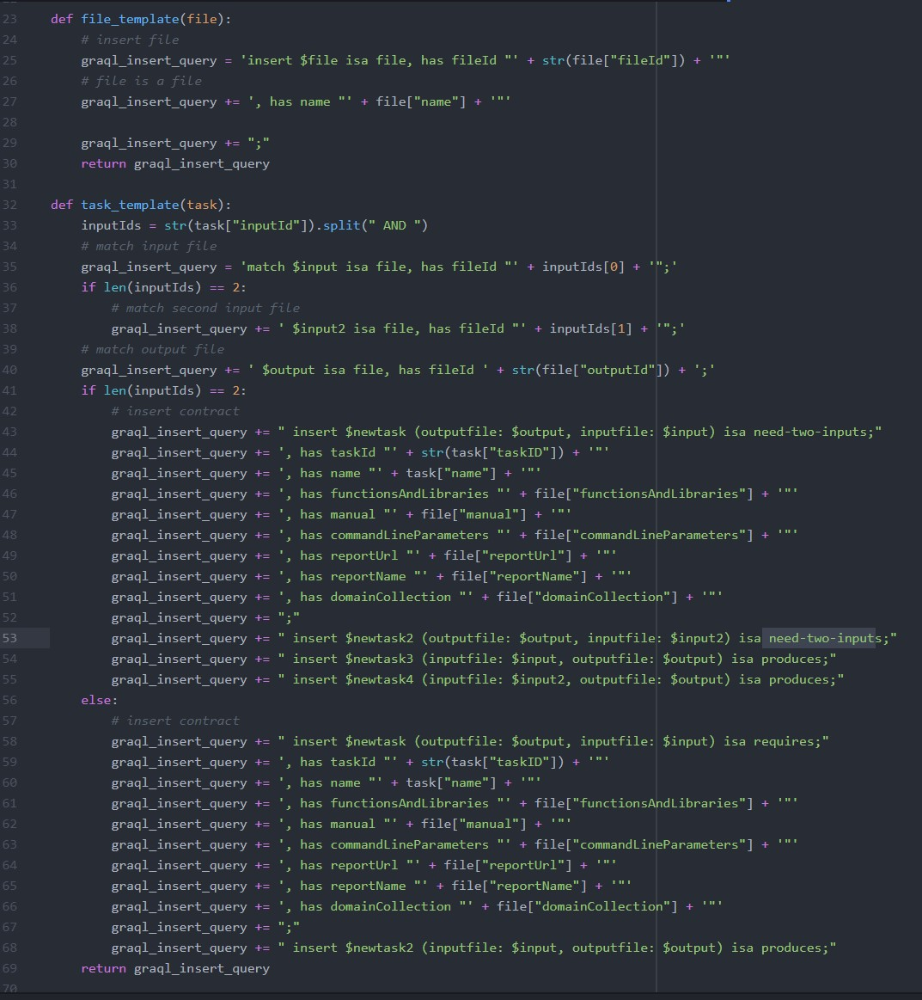 23 def file_template(file):
24 # insert file
25 graql_insert_query = 'insert $file isa file, has fileId "' + str(file["fileId"]) + '"'
26 # file is a file
27 graql_insert_query += ', has name "' + file["name"] + '"'
28
29 graql_insert_query += ";"
30 return graql_insert_query
31
32 def task_template(task):
33 inputIds = str(task["inputId"]).split(" AND ")
34 # match input file
35 graql_insert_query = 'match $input isa file, has fileId "' + inputIds[0] + '";'
36 if len(inputIds) == 2:
37 # match second input file
38 graql_insert_query += ' $input2 isa file, has fileId "' + inputIds[1] + '";'
39 # match output file
40 graql_insert_query += ' $output isa file, has fileId ' + str(file["outputId"]) + ';'
41 if len(inputIds) == 2:
42 # insert contract
43 graql_insert_query += " insert $newtask (outputfile: $output, inputfile: $input) isa need-two-inputs;"
44 graql_insert_query += ', has taskId "' + str(task["taskID"]) + '"'
45 graql_insert_query += ', has name "' + task["name"] + '"'
46 graql_insert_query += ', has functionsAndLibraries "' + file["functionsAndLibraries"] + '"'
47 graql_insert_query += ', has manual "' + file["manual"] + '"'
48 graql_insert_query += ', has commandLineParameters "' + file["commandLineParameters"] + '"'
49 graql_insert_query += ', has reportUrl "' + file["reportUrl"] + '"'
50 graql_insert_query += ', has reportName "' + file["reportName"] + '"'
51 graql_insert_query += ', has domainCollection "' + file["domainCollection"] + '"'
52 graql_insert_query += ";"
53 graql_insert_query += " insert $newtask2 (outputfile: $output, inputfile: $input2) isa need-two-inputs;"
54 graql_insert_query += " insert $newtask3 (inputfile: $input, outputfile: $output) isa produces;"
55 graql_insert_query += " insert $newtask4 (inputfile: $input2, outputfile: $output) isa produces;"
56 else:
57 # insert contract
58 graql_insert_query += " insert $newtask (outputfile: $output, inputfile: $input) isa requires;"
59 graql_insert_query += ', has taskId "' + str(task["taskID"]) + '"'
60 graql_insert_query += ', has name "' + task["name"] + '"'
61 graql_insert_query += ', has functionsAndLibraries "' + file["functionsAndLibraries"] + '"'
62 graql_insert_query += ', has manual "' + file["manual"] + '"'
63 graql_insert_query += ', has commandLineParameters "' + file["commandLineParameters"] + '"'
64 graql_insert_query += ', has reportUrl "' + file["reportUrl"] + '"'
65 graql_insert_query += ', has reportName "' + file["reportName"] + '"'
66 graql_insert_query += ', has domainCollection "' + file["domainCollection"] + '"'
67 graql_insert_query += ";"
68 graql_insert_query += " insert $newtask2 (inputfile: $input, outputfile: $output) isa produces;"
69 return graql_insert_query
70